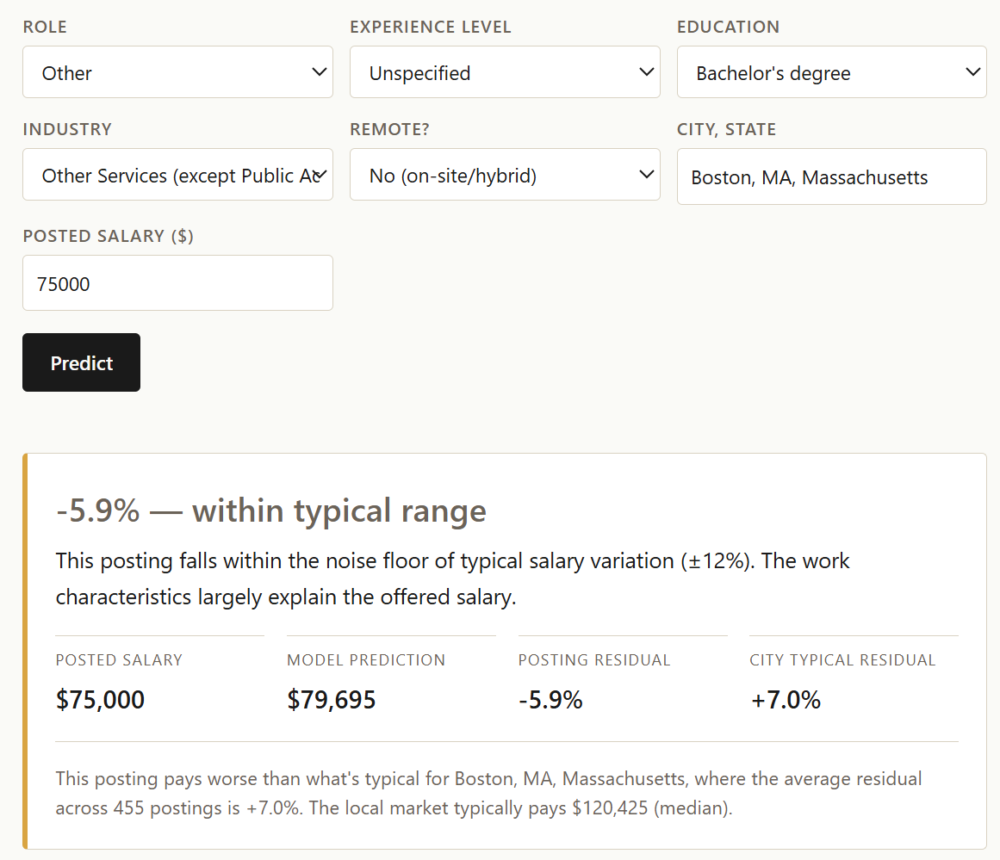 ROLE
EXPERIENCE LEVEL
EDUCATION
Other
Unspecified
Bachelor's degree
INDUSTRY
REMOTE?
CITY, STATE
Other Services (except Public Ac
No (on-site/hybrid)
Boston, MA, Massachusetts
POSTED SALARY ($)
75000
Predict
-5.9% — within typical range
This posting falls within the noise floor of typical salary variation (±12%). The work
characteristics largely explain the offered salary.
POSTED SALARY
MODEL PREDICTION
POSTING RESIDUAL
CITY TYPICAL RESIDUAL
$75,000
$79,695
-5.9%
+7.0%
This posting pays worse than what's typical for Boston, MA, Massachusetts, where the average residual
across 455 postings is +7.0%. The local market typically pays $120,425 (median).